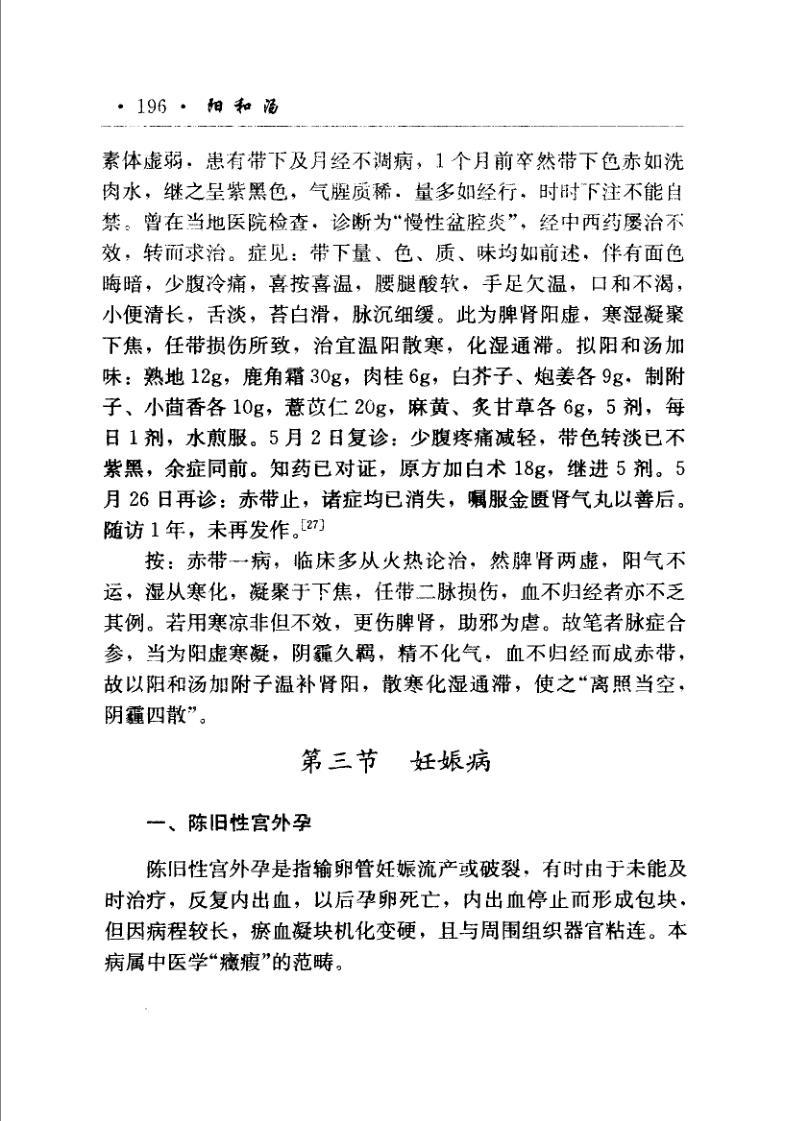 · 196 · 阳和汤
素体虚弱，患有带下及月经不调病，1 个月前卒然带下色赤如洗
肉水，继之呈紫黑色，气腥质稀．量多如经行，时时下注不能自
禁。曾在当地医院检查，诊断为“慢性盆腔炎”，经中西药屡治不
效，转而求治。症见：带下量、色、质、味均如前述，伴有面色
晦暗，少腹冷痛，喜按喜温，腰腿酸软，手足欠温，口和不渴，
小便清长，舌淡，苔白滑，脉沉细缓。此为脾肾阳虚，寒湿凝聚
下焦，任带损伤所致，治宜温阳散寒，化湿通滞。拟阳和汤加
味：熟地 12g，鹿角霜 30g，肉桂 6g，白芥子、炮姜各 9g，制附
子、小茴香各 10g，薏苡仁 20g，麻黄、炙甘草各 6g，5 剂，每
日 1 剂，水煎服。5 月 2 日复诊：少腹疼痛减轻，带色转淡已不
紫黑，余症同前。知药已对证，原方加白术 18g，继进 5 剂。5
月 26 日再诊：赤带止，诸症均已消失，嘱服金匮肾气丸以善后。
随访 1 年，未再发作。[27]
按：赤带一病，临床多从火热论治，然脾肾两虚，阳气不
运，湿从寒化，凝聚于下焦，任带二脉损伤，血不归经者亦不乏
其例。若用寒凉非但不效，更伤脾肾，助邪为虐。故笔者脉症合
参，当为阳虚寒凝，阴霾久羁，精不化气，血不归经而成赤带，
故以阳和汤加附子温补肾阳，散寒化湿通滞，使之“离照当空，
阴霾四散”。
第三节 妊娠病
一、陈旧性宫外孕
陈旧性宫外孕是指输卵管妊娠流产或破裂，有时由于未能及
时治疗，反复内出血，以后孕卵死亡，内出血停止而形成包块．
但因病程较长，瘀血凝块机化变硬，且与周围组织器官粘连。本
病属中医学“癥瘕”的范畴。